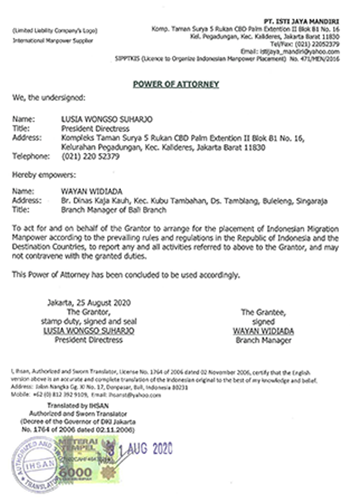 PT. ISTI JAYA MANDIRI
(Limited Liability Company's Logo)
International Manpower Supplier
Komp. Taman Surya 5 Rukan CBD Palm Extention II Blok B1 No. 16
Kel. Pegadungan, Kec. Kalideres, Jakarta Barat 11830
Tel/Fax: (021) 22052379
Email: istijaya_mandiri@yahoo.com
SIPPTKIS (Licence to Organize Indonesian Manpower Placement) No. 471/MEN/2016
POWER OF ATTORNEY
We, the undersigned:
Name: LUSIA WONGSO SUHARJO
Title: President Directress
Address: Kompleks Taman Surya 5 Rukan CBD Palm Extention II Blok B1 No. 16,
Kelurahan Pegadungan, Kec. Kalideres, Jakarta Barat 11830
Telephone: (021) 220 52379
Hereby empowers:
Name: WAYAN WIDIADA
Address: Br. Dinas Kaja Kauh, Kec. Kubu Tambahan, Ds. Tamblang, Buleleng, Singaraja
Title: Branch Manager of Bali Branch
To act for and on behalf of the Grantor to arrange for the placement of Indonesian Migration
Manpower according to the prevailing rules and regulations in the Republic of Indonesia and the
Destination Countries, to report any and all activities referred to above to the Grantor, and may
not contravene with the granted duties.
This Power of Attorney has been concluded to be used accordingly.
Jakarta, 25 August 2020
The Grantor,
stamp duty, signed and seal
LUSIA WONGSO SUHARJO
President Directress
The Grantee,
signed
WAYAN WIDIADA
Branch Manager
I, Ihsan, Authorized and Sworn Translator, License No. 1764 of 2006 dated 02 November 2006, certify that the English
version above is an accurate and complete translation of the Indonesian original to the best of my knowledge and belief.
Address: Jalan Nangka Gg. XI No. 17, Denpasar, Bali, Indonesia 80231
Mobile: +62 (0) 812 392 9109, Email:
Translated by IHSAN
Authorized and Sworn Translator
(Decree of the Governor of DKI Jakarta
No. 1764 of 2006 dated 02.11.2006)
AUTHORIZED AND
IHSAN
TRANSLATOR
METERAI
TEMPEL
6000
31 AUG 2020